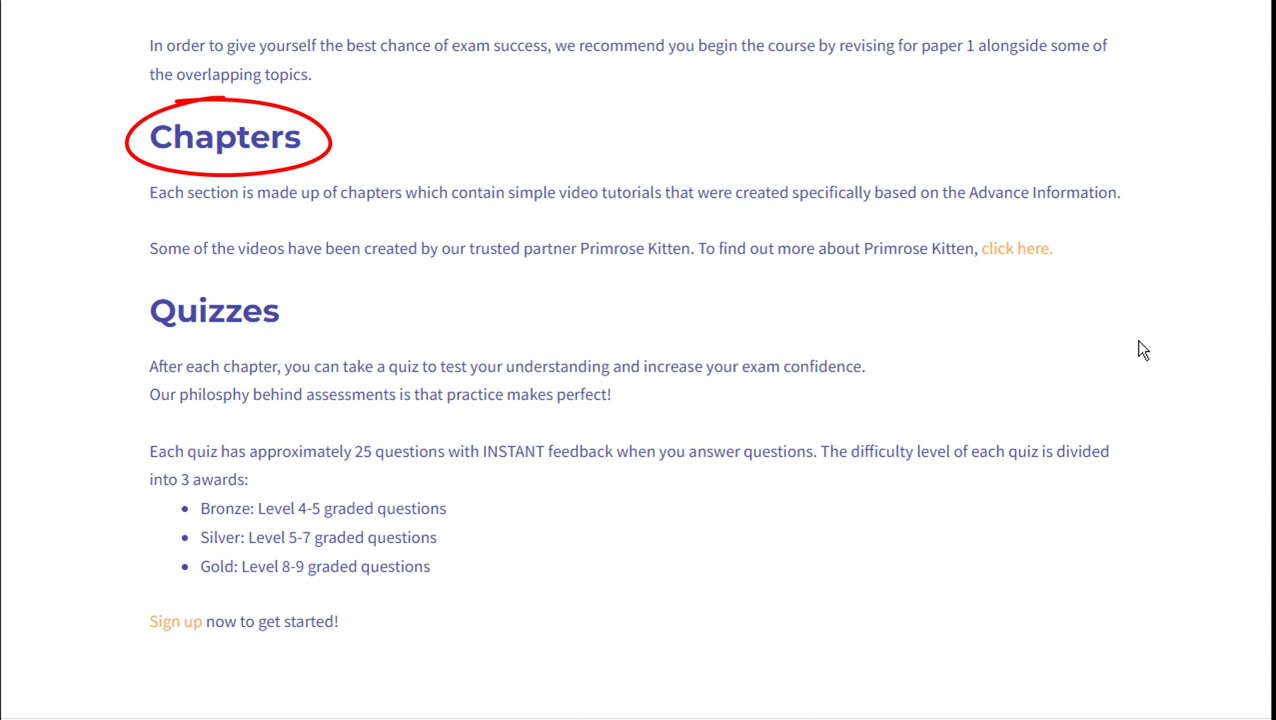 In order to give yourself the best chance of exam success, we recommend you begin the course by revising for paper 1 alongside some of
the overlapping topics.
Chapters
Each section is made up of chapters which contain simple video tutorials that were created specifically based on the Advance Information.
Some of the videos have been created by our trusted partner Primrose Kitten. To find out more about Primrose Kitten, click here.
Quizzes
After each chapter, you can take a quiz to test your understanding and increase your exam confidence.
Our philosphy behind assessments is that practice makes perfect!
Each quiz has approximately 25 questions with INSTANT feedback when you answer questions. The difficulty level of each quiz is divided
into 3 awards:
• Bronze: Level 4-5 graded questions
• Silver: Level 5-7 graded questions
• Gold: Level 8-9 graded questions
Sign up now to get started!